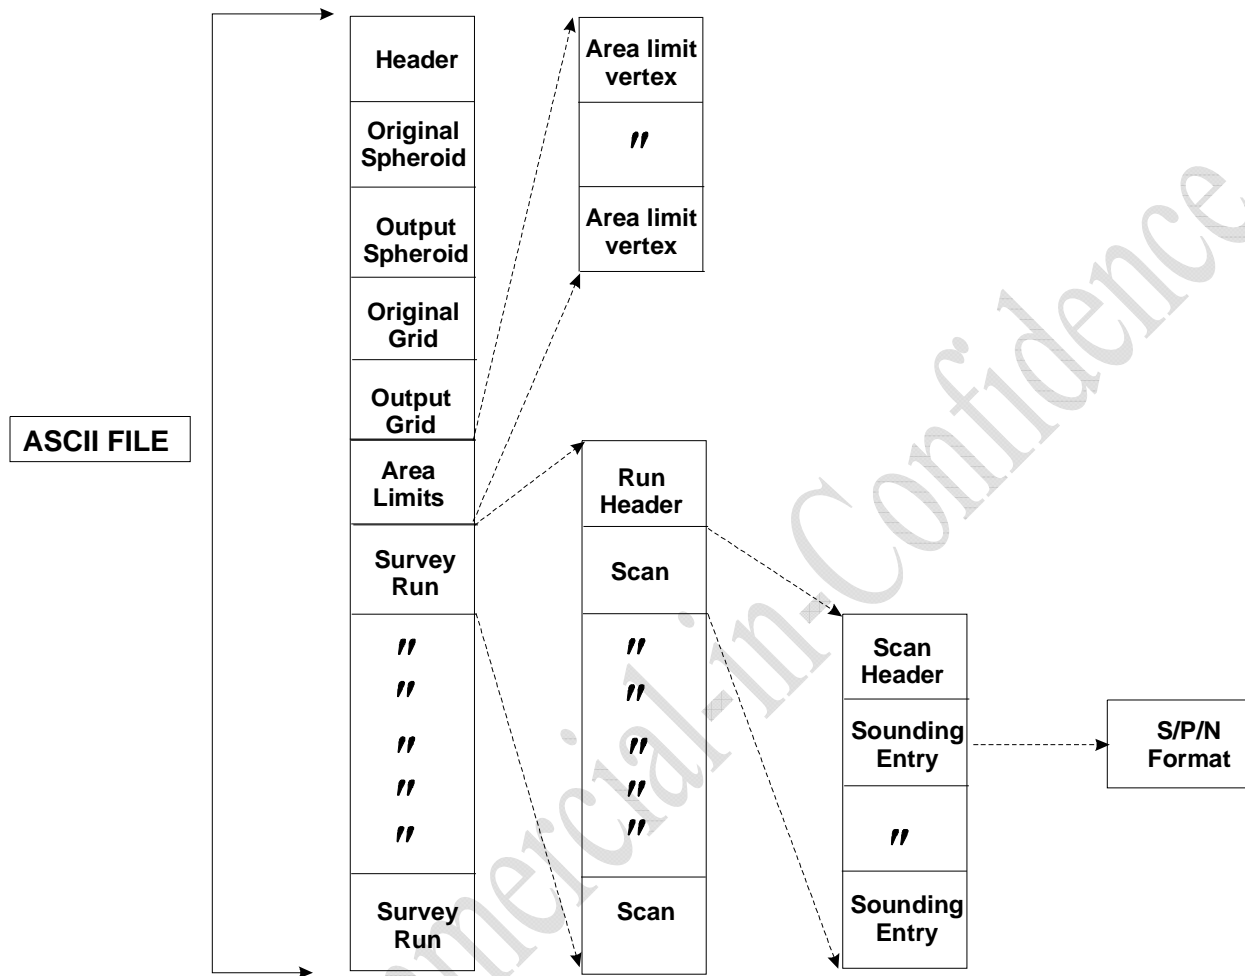 ASCII FILE
Header
Original
Spheroid
Output
Spheroid
Original
Grid
Output
Grid
Area
Limits
Survey
Run
"
"
"
"
"
Survey
Run
Area limit
vertex
"
Area limit
vertex
Run
Header
Scan
"
"
"
"
"
Scan
Scan
Header
Sounding
Entry
"
Sounding
Entry
S/P/N
Format
mercial-in-Confidence